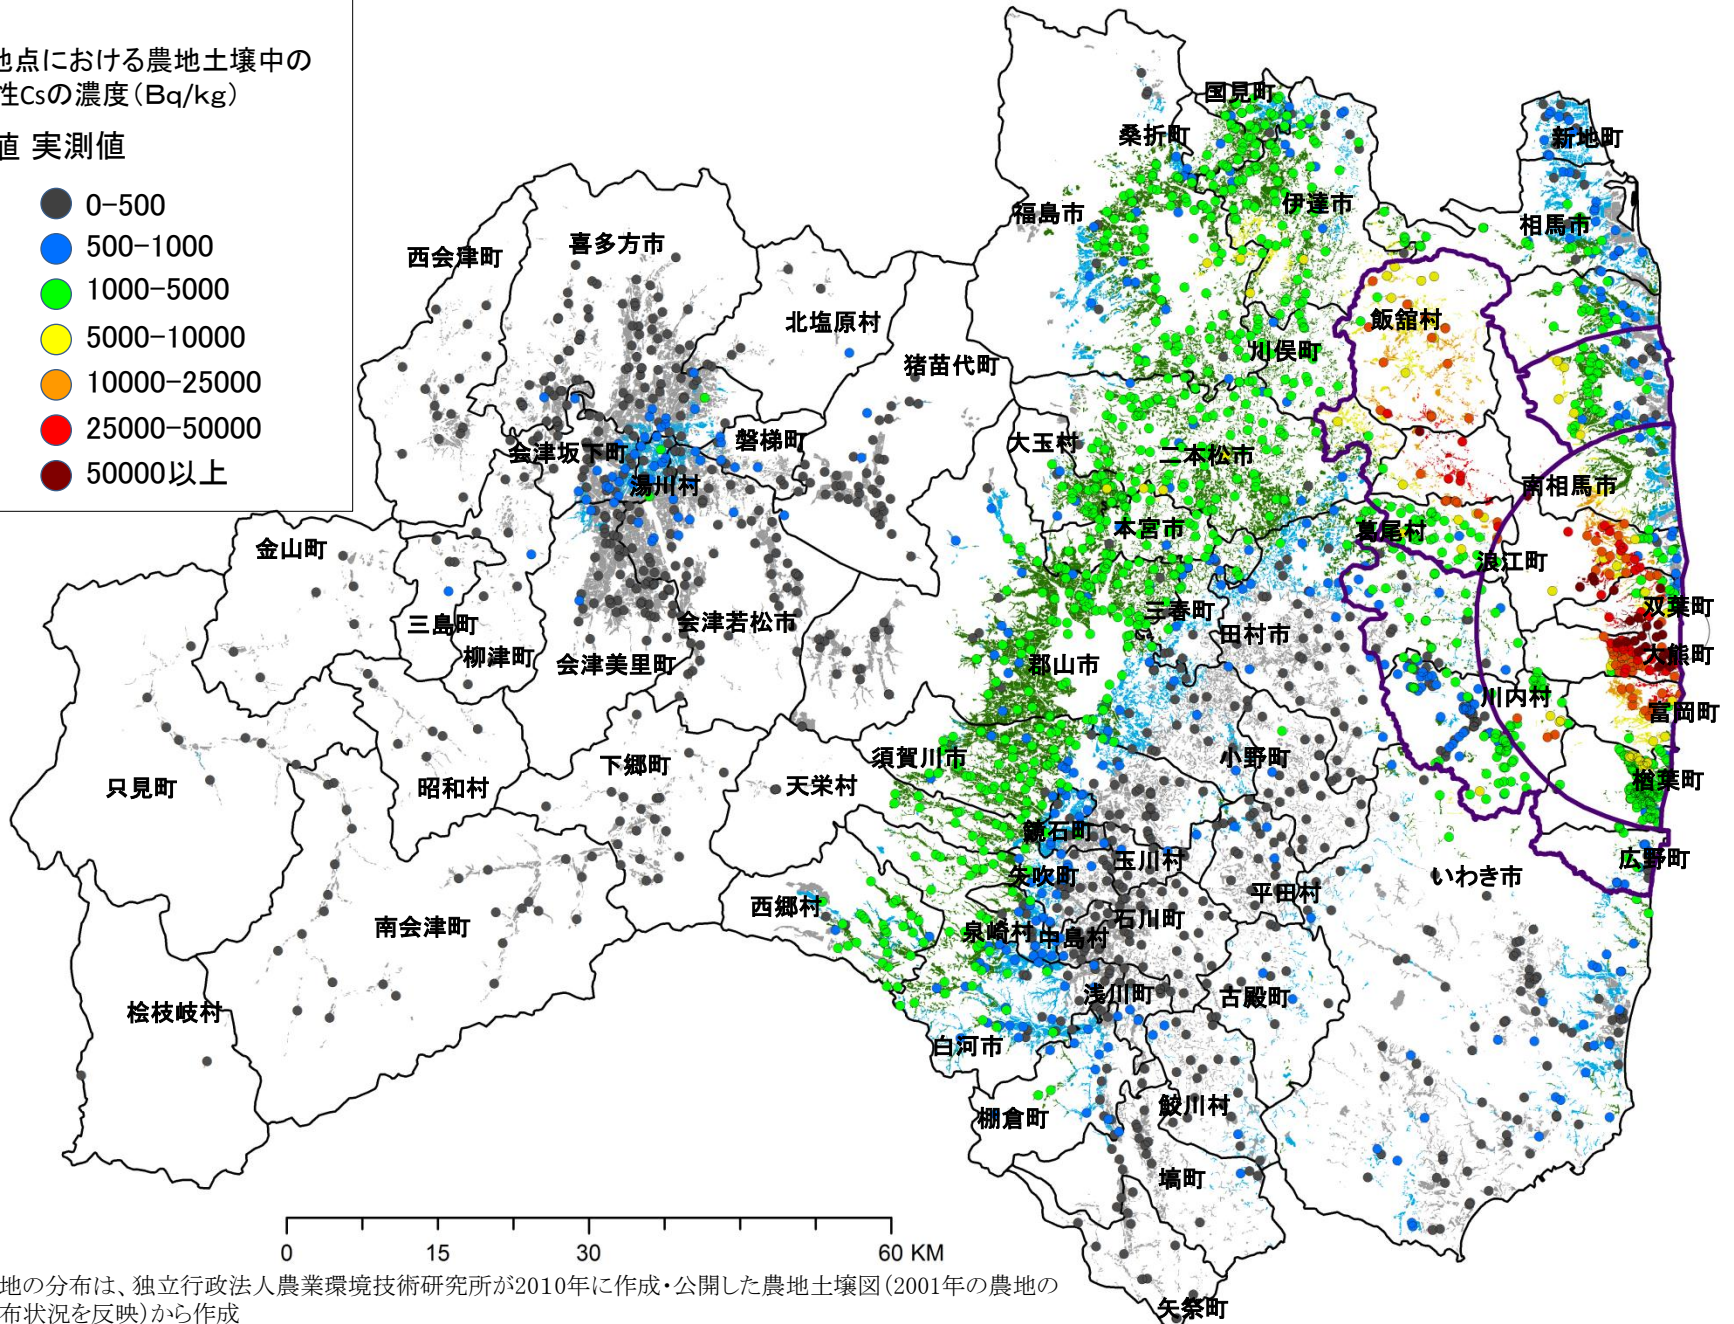 地点における農地土壌中の
性Csの濃度(Bq/kg)
値 実測値
0-500
500-1000
1000-5000
5000-10000
10000-25000
25000-50000
50000以上
国見町
桑折町
新地町
福島市
伊達市
相馬市
西会津町
喜多方市
北塩原村
飯舘村
川俣町
猪苗代町
会津坂下町
磐梯町
大玉村
二本松市
湯川村
南相馬市
金山町
本宮市
葛尾村
浪江町
三島町
会津若松市
三春町
田村市
双葉町
柳津町
会津美里町
郡山市
大熊町
川内村
富岡町
只見町
昭和村
下郷町
天栄村
須賀川市
小野町
楢葉町
鏡石町
矢吹町
玉川村
広野町
いわき市
平田村
西郷村
南会津町
泉崎村
中島村
石川町
桧枝岐村
浅川町
古殿町
白河市
棚倉町
鮫川村
塙町
矢祭町
0 15 30 60 KM
地の分布は、独立行政法人農業環境技術研究所が2010年に作成・公開した農地土壌図(2001年の農地の
布状況を反映)から作成